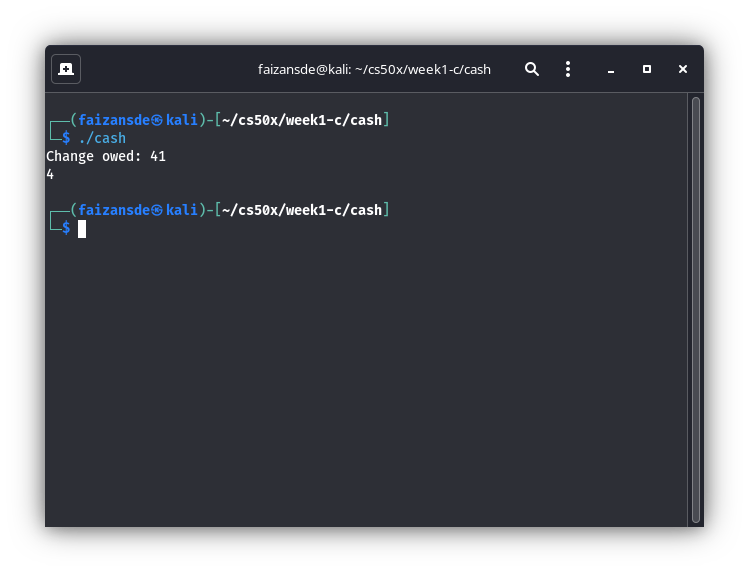 faizansde@kali: ~/cs50x/week1-c/cash
┌──(faizansde㉿kali)-[~/cs50x/week1-c/cash]
└─$ ./cash
Change owed: 41
4
┌──(faizansde㉿kali)-[~/cs50x/week1-c/cash]
└─$